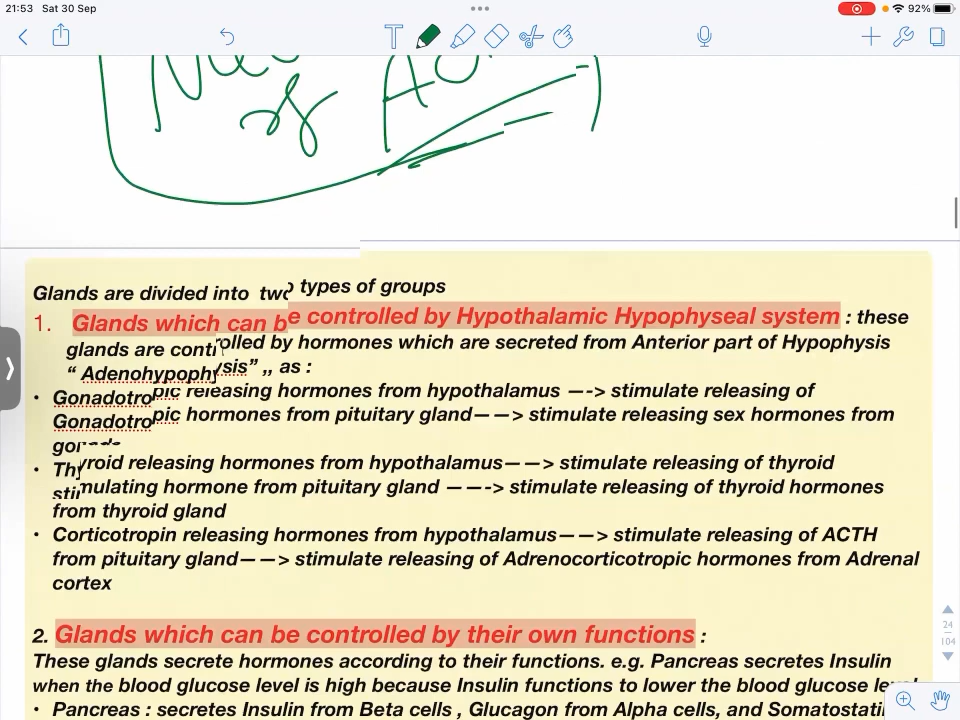 21:53 Sat 30 Sep
92%
T
of
Glands are divided into two types of groups
1. Glands which can be controlled by Hypothalamic Hypophyseal system : these
glands are controlled by hormones which are secreted from Anterior part of Hypophysis
“ Adenohypophysis” ,, as :
• Gonadotropic releasing hormones from hypothalamus —-> stimulate releasing of
Gonadotropic hormones from pituitary gland——> stimulate releasing sex hormones from
gonads
• Thyroid releasing hormones from hypothalamus——> stimulate releasing of thyroid
stimulating hormone from pituitary gland ——-> stimulate releasing of thyroid hormones
from thyroid gland
• Corticotropin releasing hormones from hypothalamus——> stimulate releasing of ACTH
from pituitary gland——> stimulate releasing of Adrenocorticotropic hormones from Adrenal
cortex
2. Glands which can be controlled by their own functions :
These glands secrete hormones according to their functions. e.g. Pancreas secretes Insulin
when the blood glucose level is high because Insulin functions to lower the blood glucose level
• Pancreas : secretes Insulin from Beta cells , Glucagon from Alpha cells, and Somatostatin
24
104